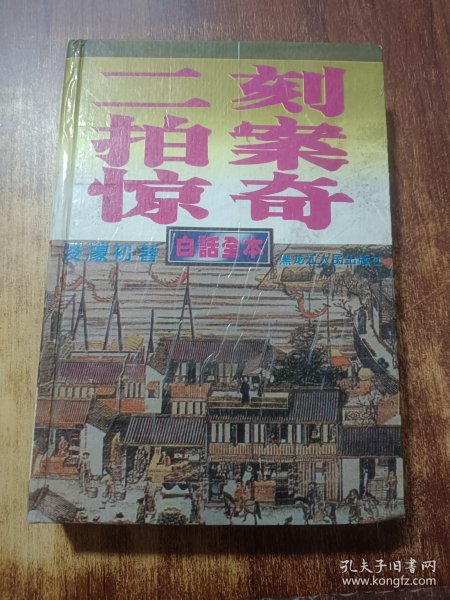 二刻
拍案
惊奇
凌濛初著
白話全本
黑龙江人民出版社
孔夫子旧书网
www.kongfz.com